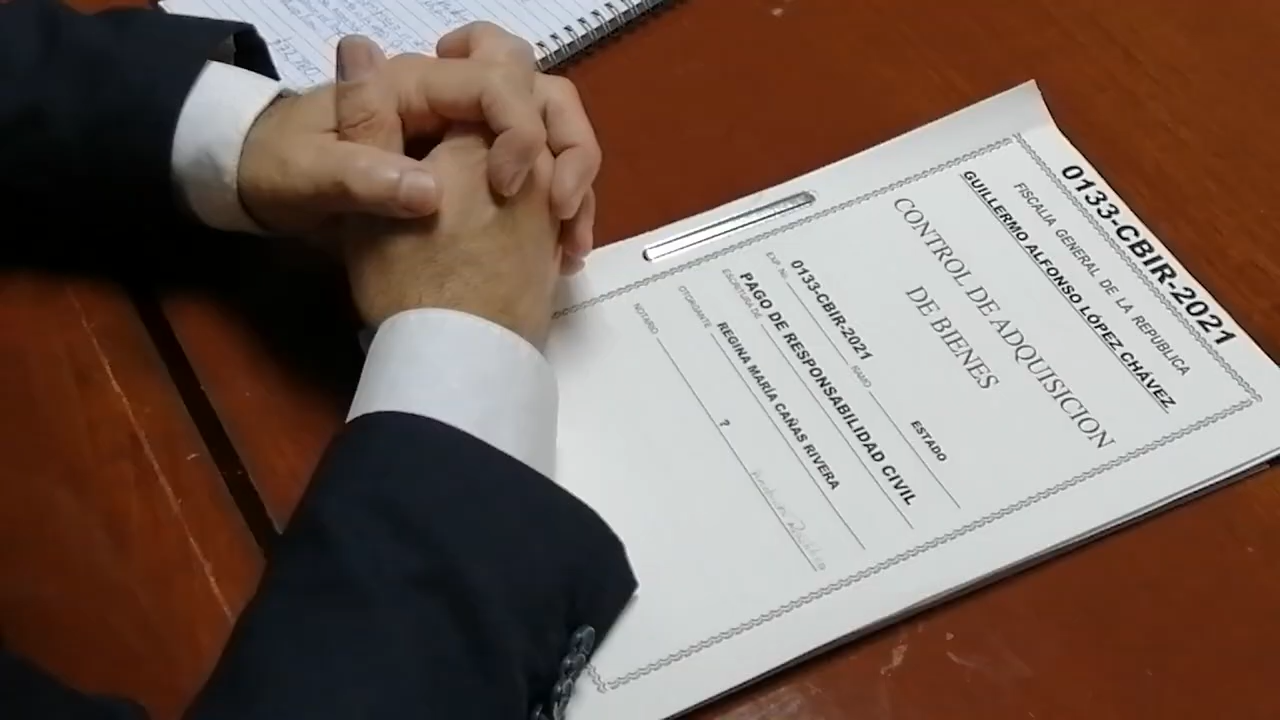 0133-CBIR-2021
FISCALIA GENERAL DE LA REPUBLICA
GUILLERMO ALFONSO LÓPEZ CHÁVEZ
CONTROL DE ADQUISICION
DE BIENES
EXP. No. 0133-CBIR-2021 RAMO ESTADO
ESCRITURA DE PAGO DE RESPONSABILIDAD CIVIL
OTORGANTE REGINA MARÍA CAÑAS RIVERA
NOTARIO ?